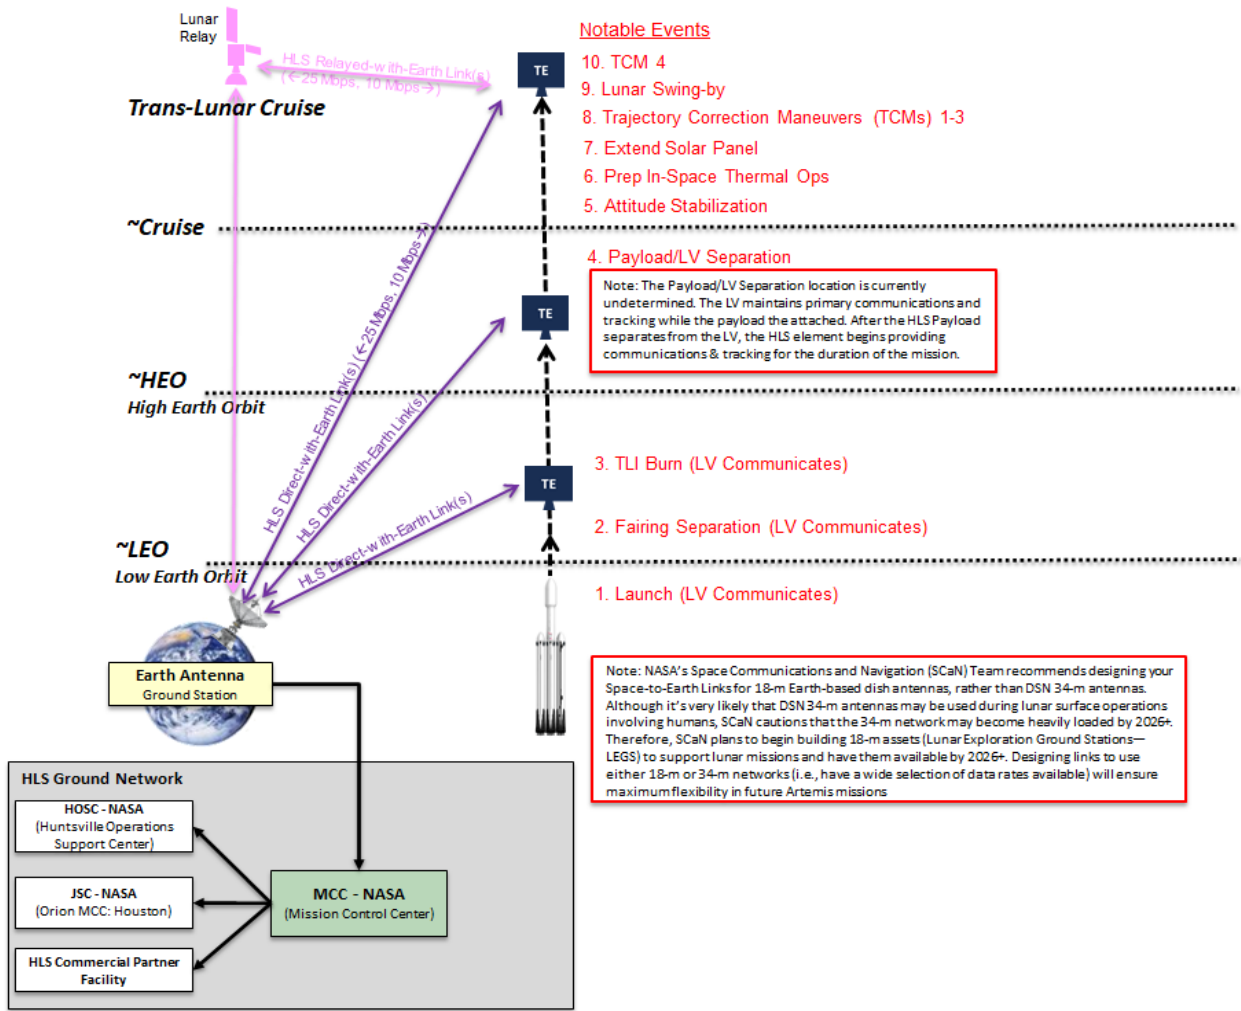 Lunar
Relay
Notable Events
HLS Relayed-with-Earth Link(s)
(←25 Mbps, 10 Mbps→)
TE
10. TCM 4
9. Lunar Swing-by
Trans-Lunar Cruise
8. Trajectory Correction Maneuvers (TCMs) 1-3
7. Extend Solar Panel
6. Prep In-Space Thermal Ops
5. Attitude Stabilization
~Cruise
4. Payload/LV Separation
Note: The Payload/LV Separation location is currently
undetermined. The LV maintains primary communications and
tracking while the payload the attached. After the HLS Payload
separates from the LV, the HLS element begins providing
communications & tracking for the duration of the mission.
TE
HLS Direct-with-Earth Link(s) (←25 Mbps, 10 Mbps→)
~HEO
High Earth Orbit
HLS Direct-with-Earth Link(s)
3. TLI Burn (LV Communicates)
TE
HLS Direct-with-Earth Link(s)
2. Fairing Separation (LV Communicates)
~LEO
Low Earth Orbit
1. Launch (LV Communicates)
Earth Antenna
Ground Station
Note: NASA's Space Communications and Navigation (SCaN) Team recommends designing your
Space-to-Earth Links for 18-m Earth-based dish antennas, rather than DSN 34-m antennas.
Although it's very likely that DSN 34-m antennas may be used during lunar surface operations
involving humans, SCaN cautions that the 34-m network may become heavily loaded by 2026+.
Therefore, SCaN plans to begin building 18-m assets (Lunar Exploration Ground Stations—
LEGS) to support lunar missions and have them available by 2026+. Designing links to use
either 18-m or 34-m networks (i.e., have a wide selection of data rates available) will ensure
maximum flexibility in future Artemis missions
HLS Ground Network
HOSC - NASA
(Huntsville Operations
Support Center)
JSC - NASA
(Orion MCC: Houston)
HLS Commercial Partner
Facility
MCC - NASA
(Mission Control Center)